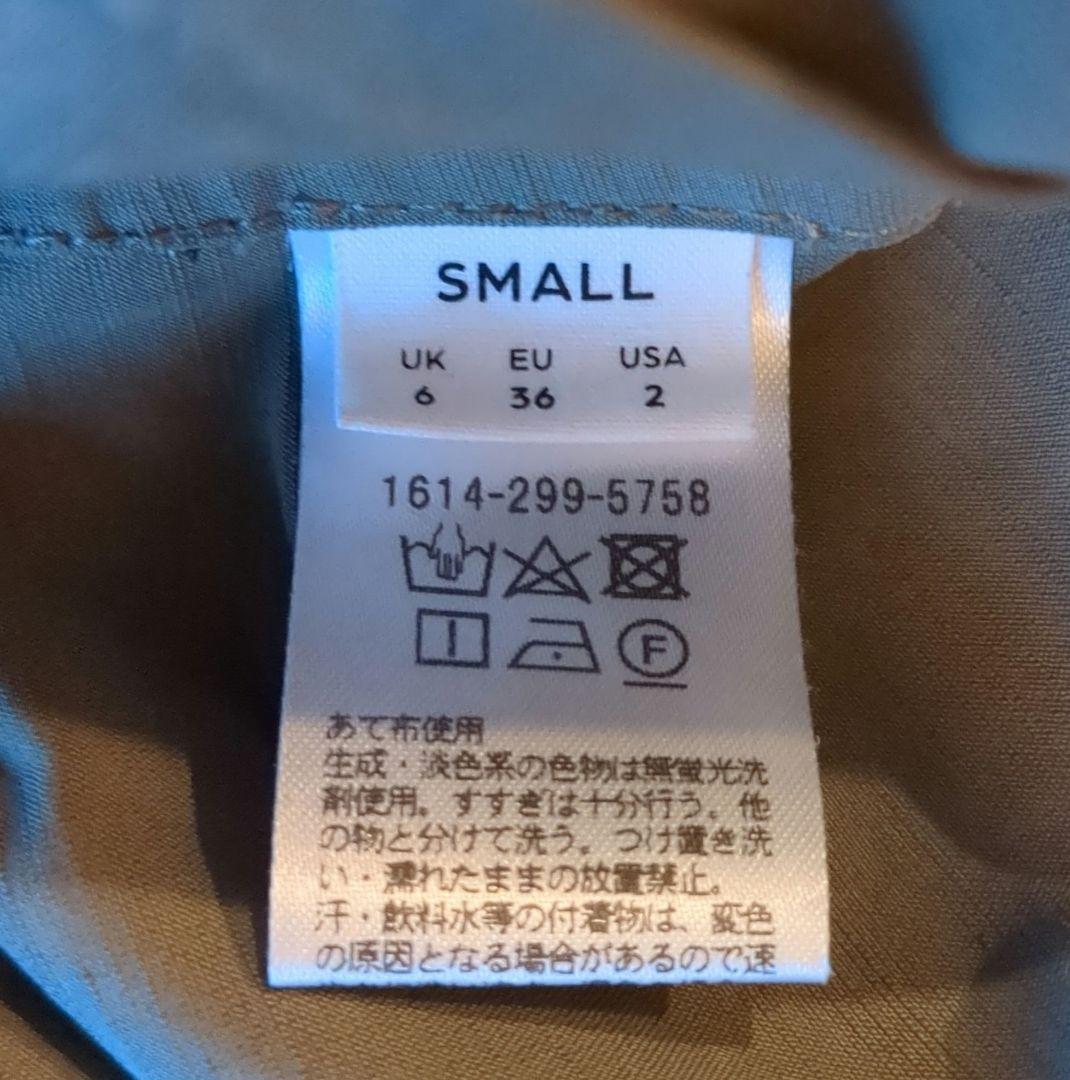 SMALL
UK EU USA
6 36 2
1614-299-5758
F
あて布使用
生成・淡色系の色物は無蛍光洗
剤使用。すすぎは十分行う。他
の物と分けて洗う。つけ置き洗
い・濡れたままの放置禁止。
汗・飲料水等の付着物は、変色
の原因となる場合があるので速